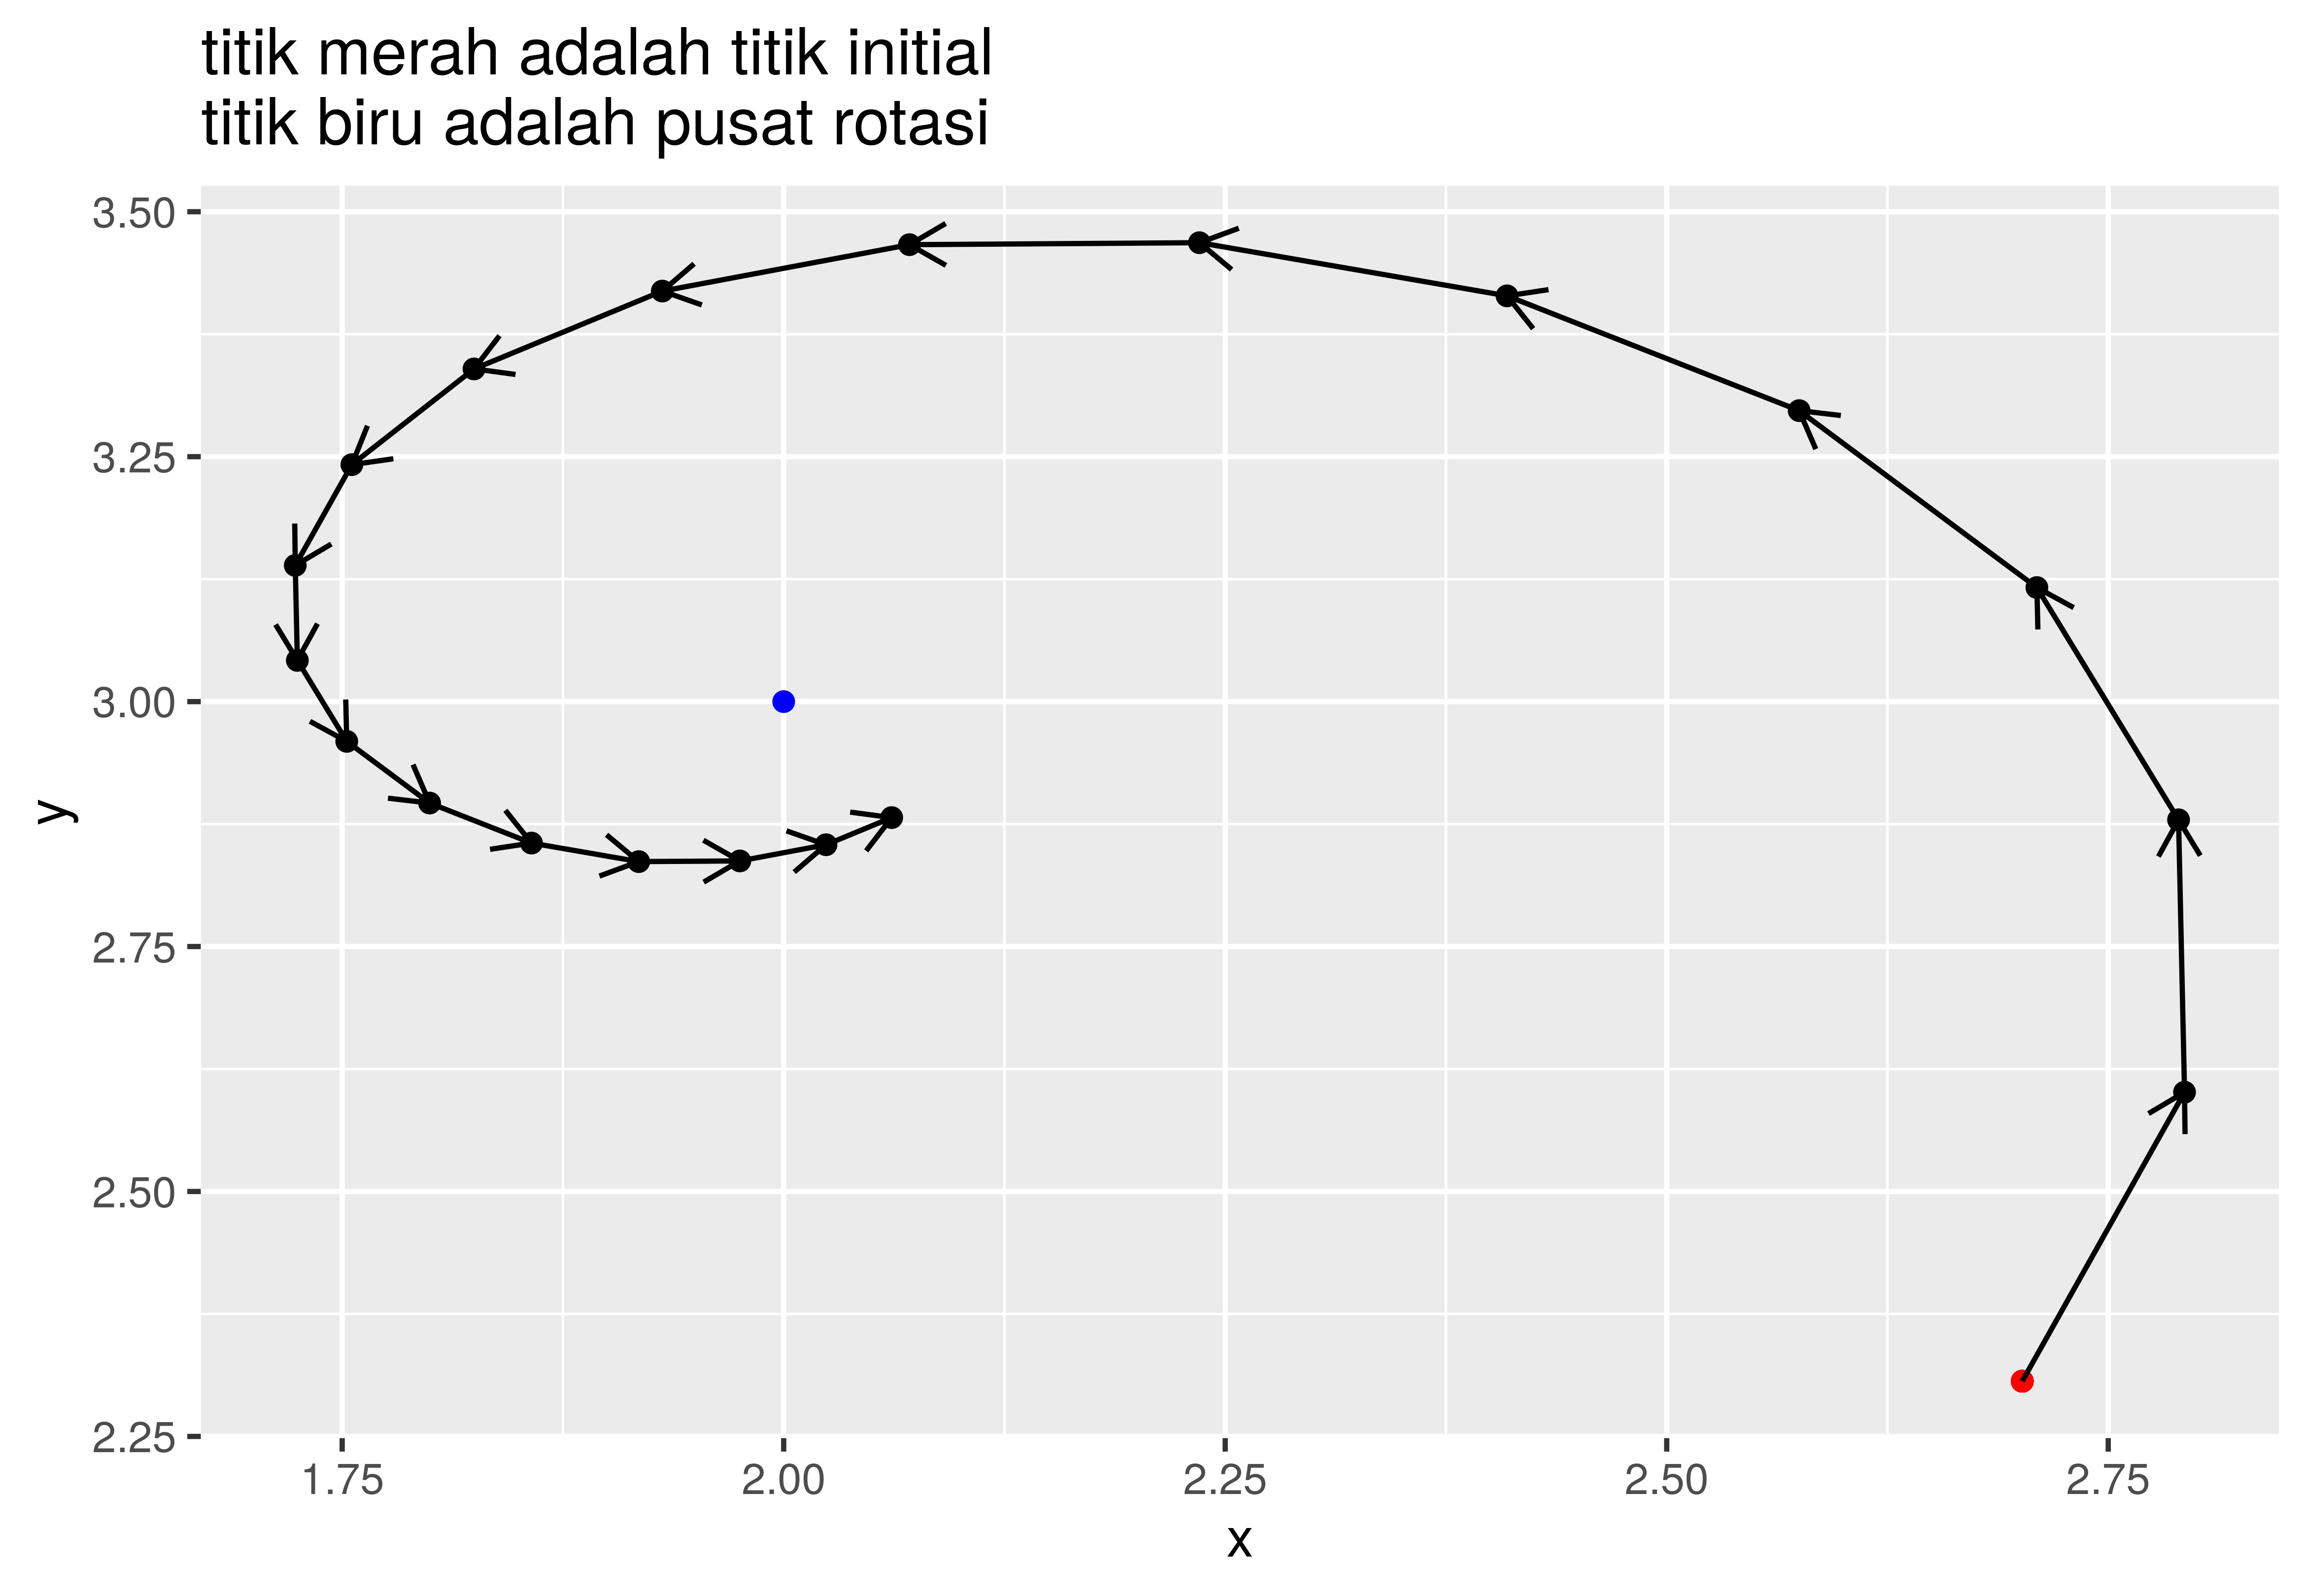 titik merah adalah titik initial
titik biru adalah pusat rotasi
3.50
3.25
3.00
2.75
2.50
2.25
y
1.75 2.00 2.25 2.50 2.75
x